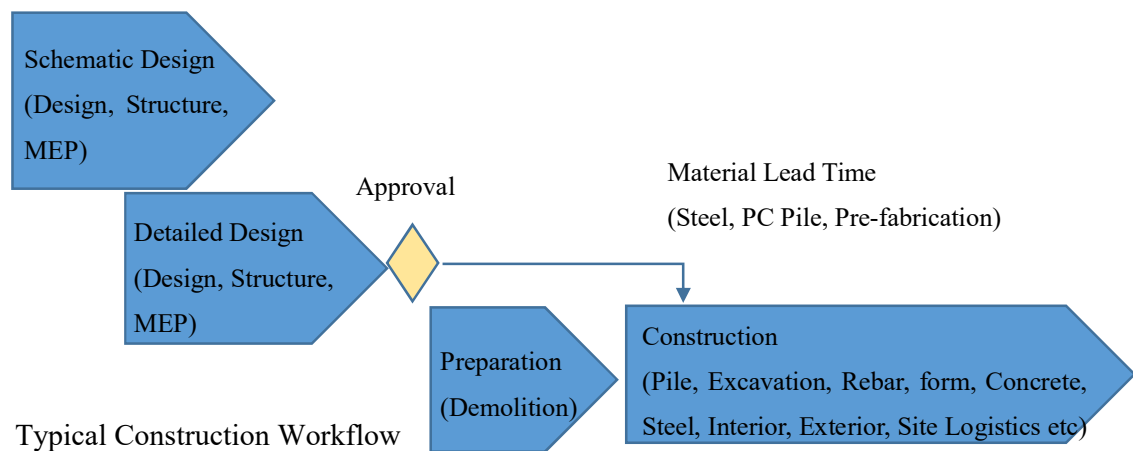 Schematic Design
(Design, Structure,
MEP)
Approval
Material Lead Time
(Steel, PC Pile, Pre-fabrication)
Detailed Design
(Design, Structure,
MEP)
Preparation
(Demolition)
Construction
(Pile, Excavation, Rebar, form, Concrete,
Steel, Interior, Exterior, Site Logistics etc)
Typical Construction Workflow